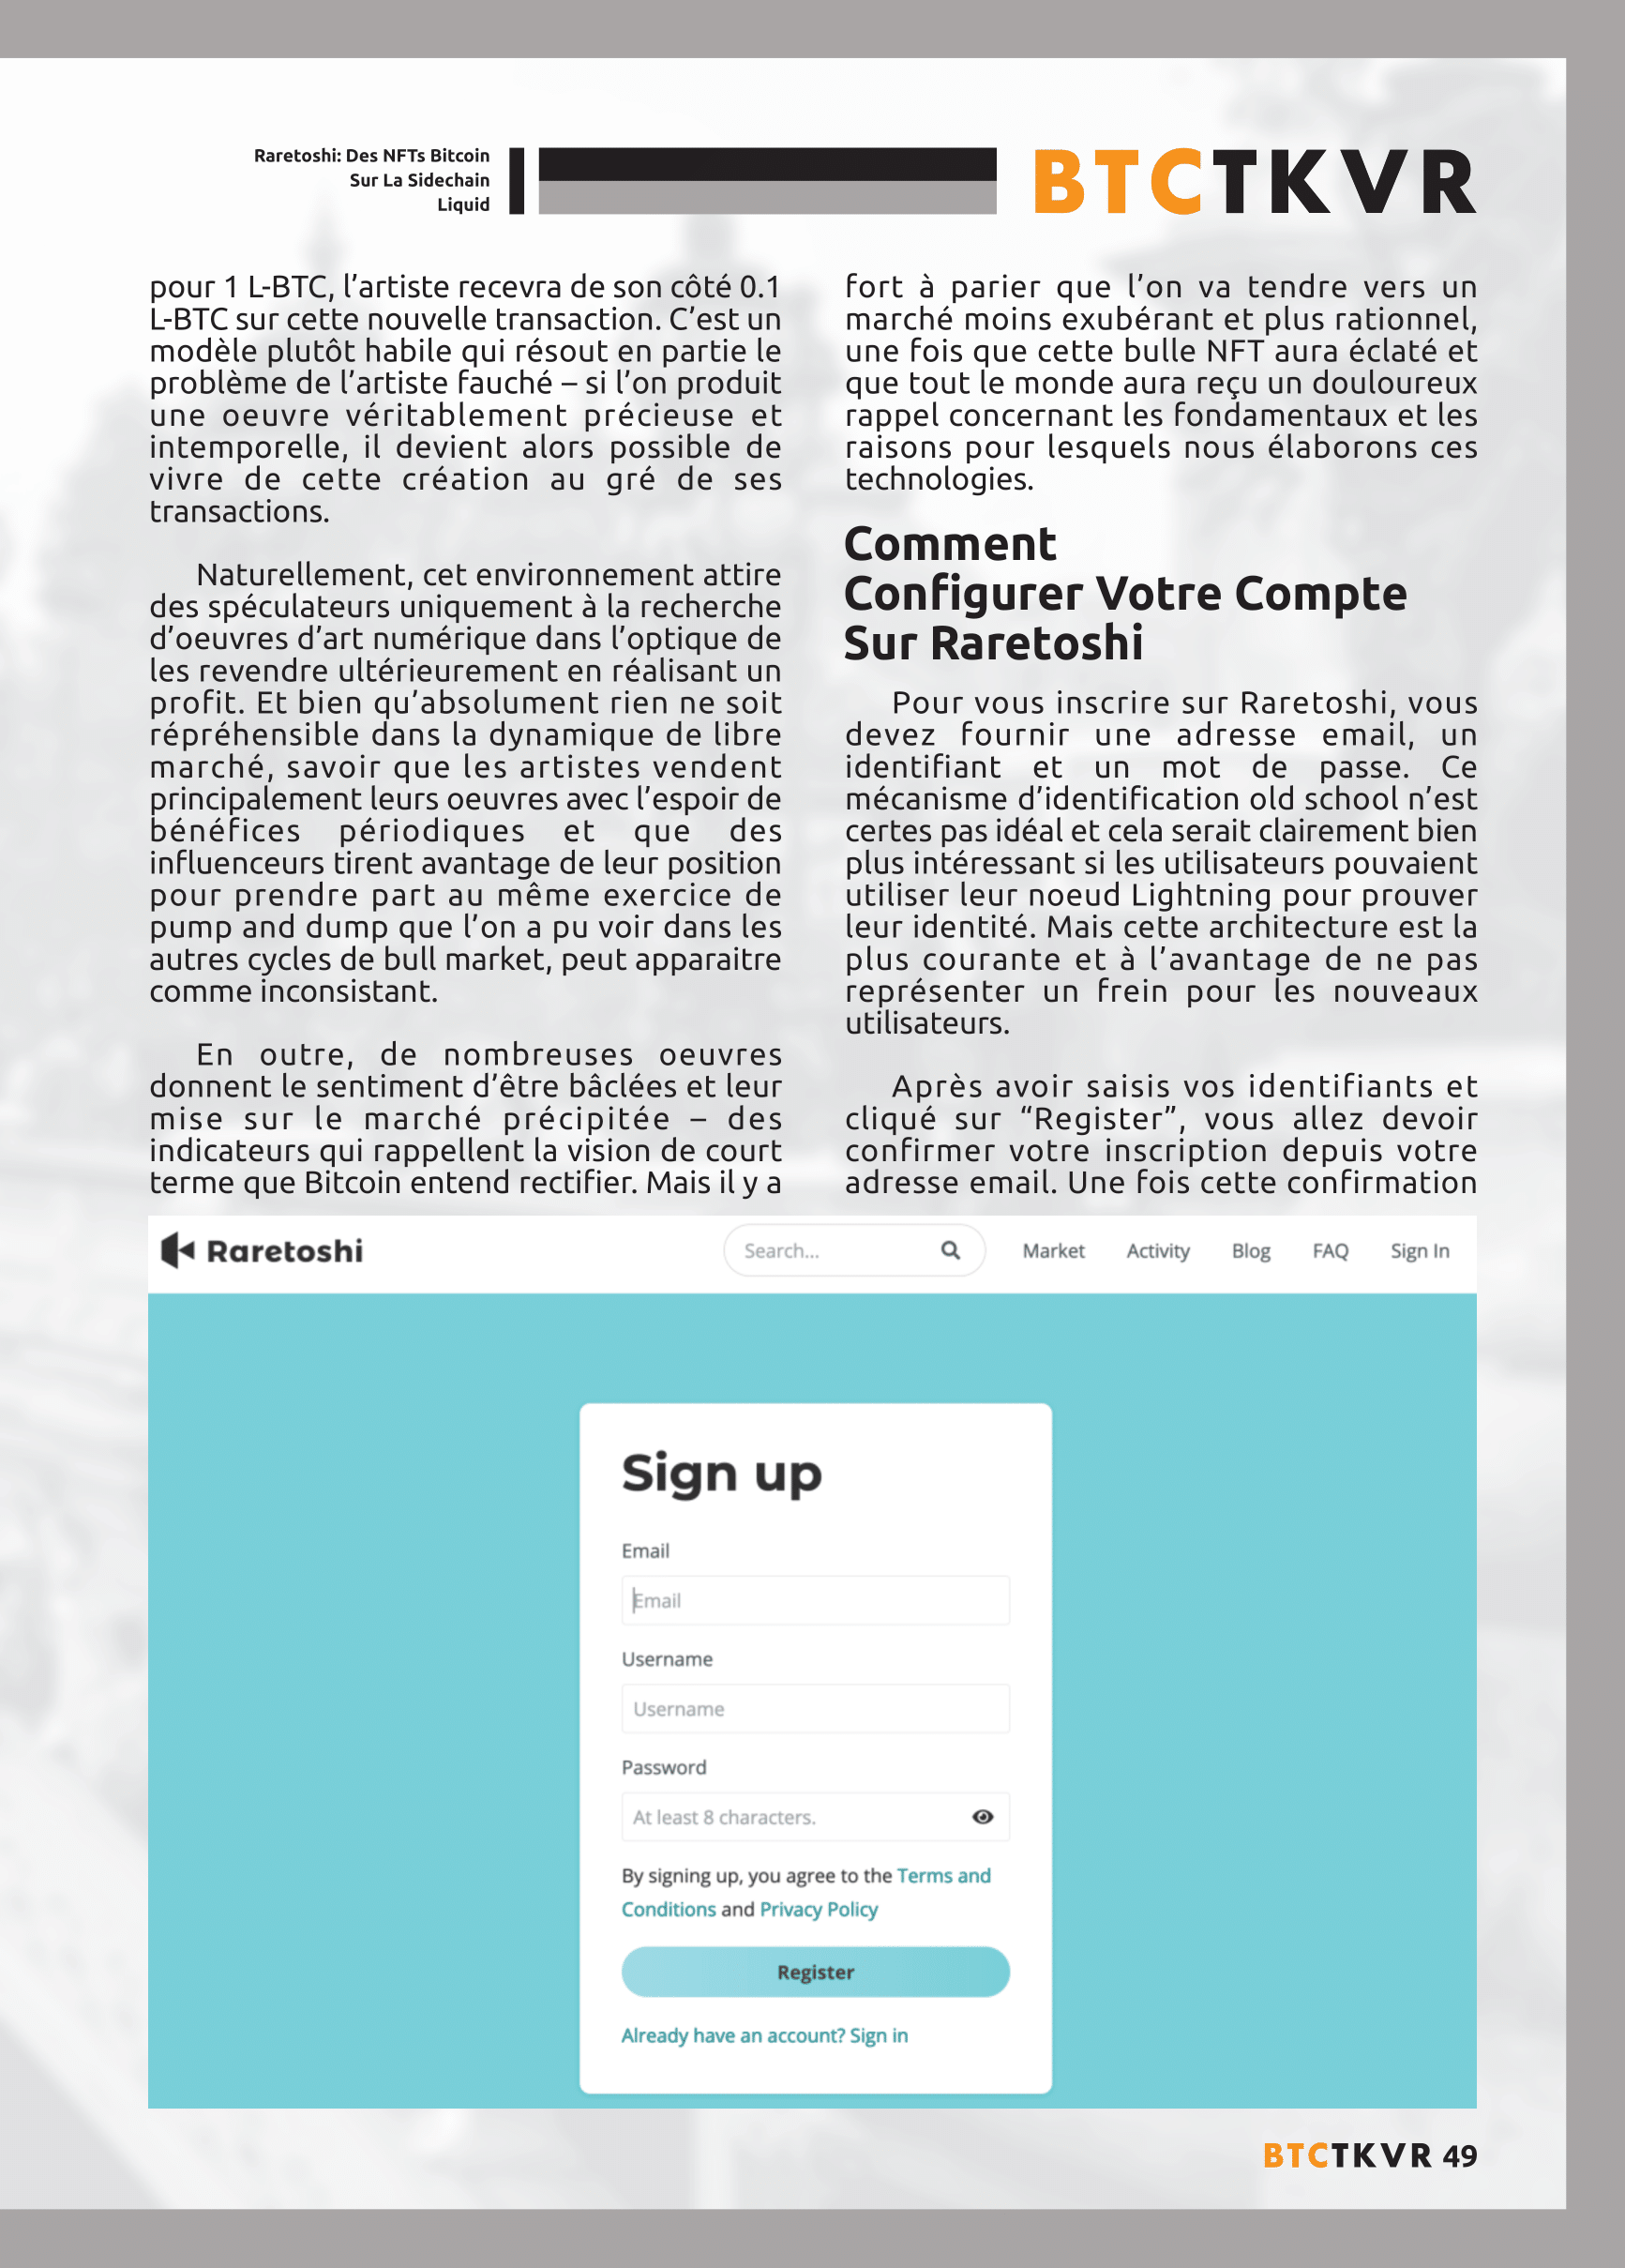 Raretoshi: Des NFTs Bitcoin
Sur La Sidechain
Liquid
BTCTKVR
pour 1 L-BTC, l’artiste recevra de son côté 0.1
L-BTC sur cette nouvelle transaction. C’est un
modèle plutôt habile qui résout en partie le
problème de l’artiste fauché – si l’on produit
une oeuvre véritablement précieuse et
intemporelle, il devient alors possible de
vivre de cette création au gré de ses
transactions.
Naturellement, cet environnement attire
des spéculateurs uniquement à la recherche
d’oeuvres d’art numérique dans l’optique de
les revendre ultérieurement en réalisant un
profit. Et bien qu’absolument rien ne soit
répréhensible dans la dynamique de libre
marché, savoir que les artistes vendent
principalement leurs oeuvres avec l’espoir de
bénéfices périodiques et que des
influenceurs tirent avantage de leur position
pour prendre part au même exercice de
pump and dump que l’on a pu voir dans les
autres cycles de bull market, peut apparaitre
comme inconsistant.
En outre, de nombreuses oeuvres
donnent le sentiment d’être bâclées et leur
mise sur le marché précipitée – des
indicateurs qui rappellent la vision de court
terme que Bitcoin entend rectifier. Mais il y a
fort à parier que l’on va tendre vers un
marché moins exubérant et plus rationnel,
une fois que cette bulle NFT aura éclaté et
que tout le monde aura reçu un douloureux
rappel concernant les fondamentaux et les
raisons pour lesquels nous élaborons ces
technologies.
Comment
Configurer Votre Compte
Sur Raretoshi
Pour vous inscrire sur Raretoshi, vous
devez fournir une adresse email, un
identifiant et un mot de passe. Ce
mécanisme d’identification old school n’est
certes pas idéal et cela serait clairement bien
plus intéressant si les utilisateurs pouvaient
utiliser leur noeud Lightning pour prouver
leur identité. Mais cette architecture est la
plus courante et à l’avantage de ne pas
représenter un frein pour les nouveaux
utilisateurs.
Après avoir saisis vos identifiants et
cliqué sur “Register”, vous allez devoir
confirmer votre inscription depuis votre
adresse email. Une fois cette confirmation
Raretoshi
Search...
Market
Activity
Blog
FAQ
Sign In
Sign up
Email
Email
Username
Username
Password
At least 8 characters.
By signing up, you agree to the Terms and
Conditions and Privacy Policy
Register
Already have an account? Sign in
BTCTKVR 49